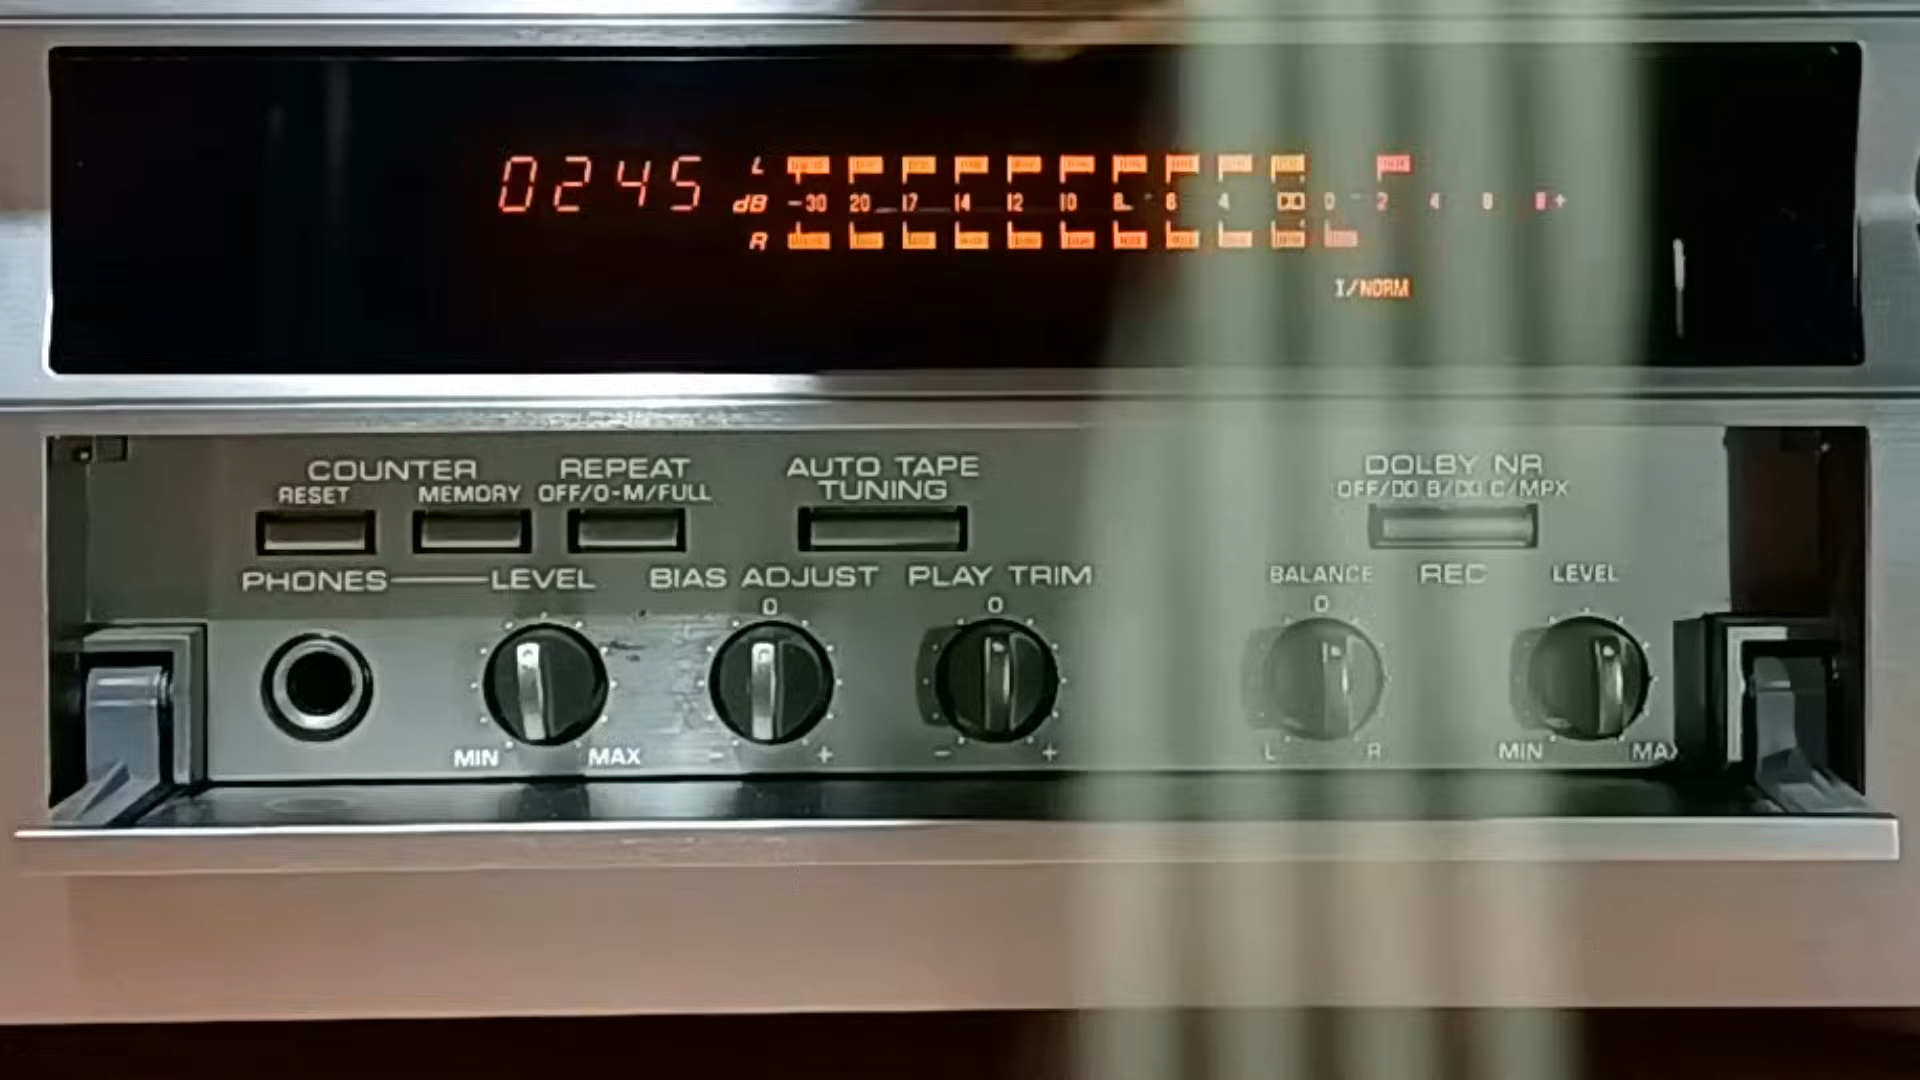 0245
L
dB -30 20 17 14 12 10 8 6 4 0 2 4 8+
R
I/NORM
COUNTER REPEAT AUTO TAPE DOLBY NR
RESET MEMORY OFF/O-M/FULL TUNING OFF/DD B/DD C/MPX
PHONES LEVEL BIAS ADJUST PLAY TRIM BALANCE REC LEVEL
0 0 0
MIN MAX - + - + L R MIN MAX